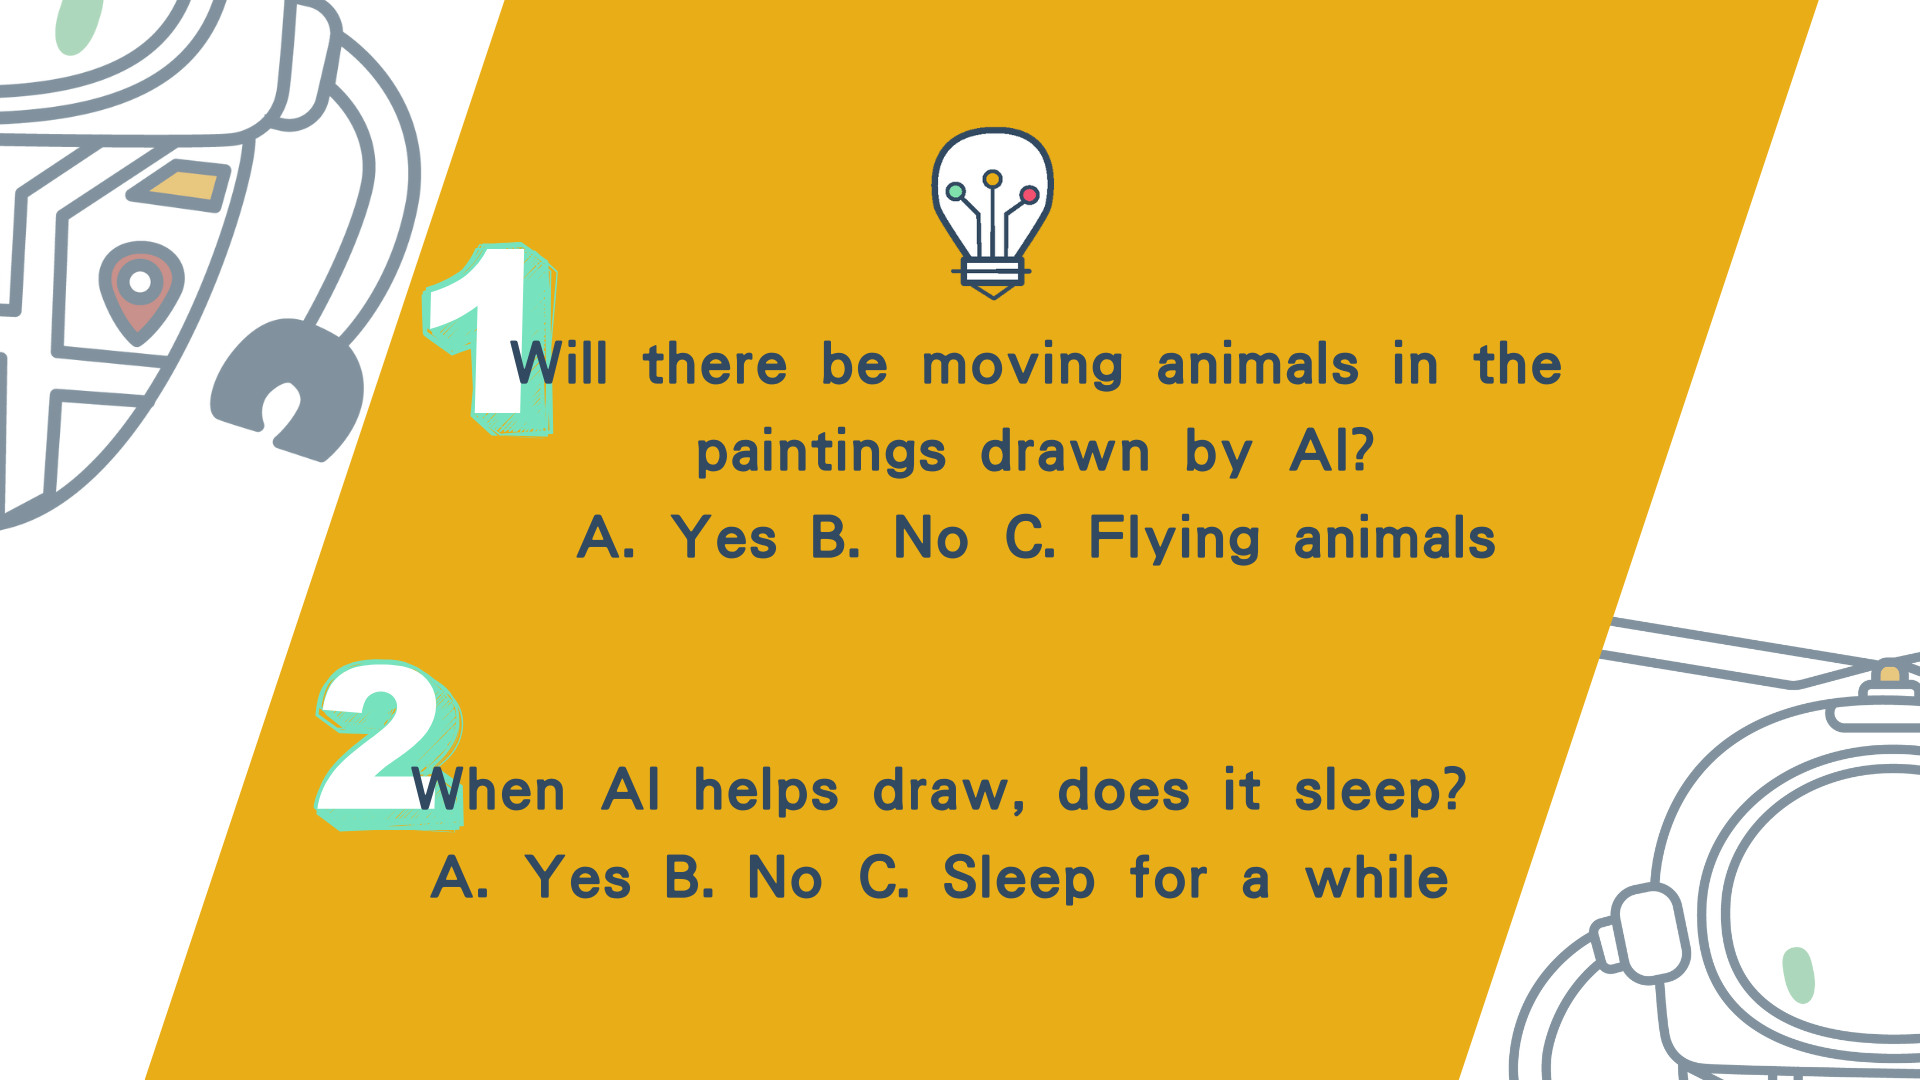 1
Will there be moving animals in the
paintings drawn by AI?
A. Yes B. No C. Flying animals
2
When AI helps draw, does it sleep?
A. Yes B. No C. Sleep for a while